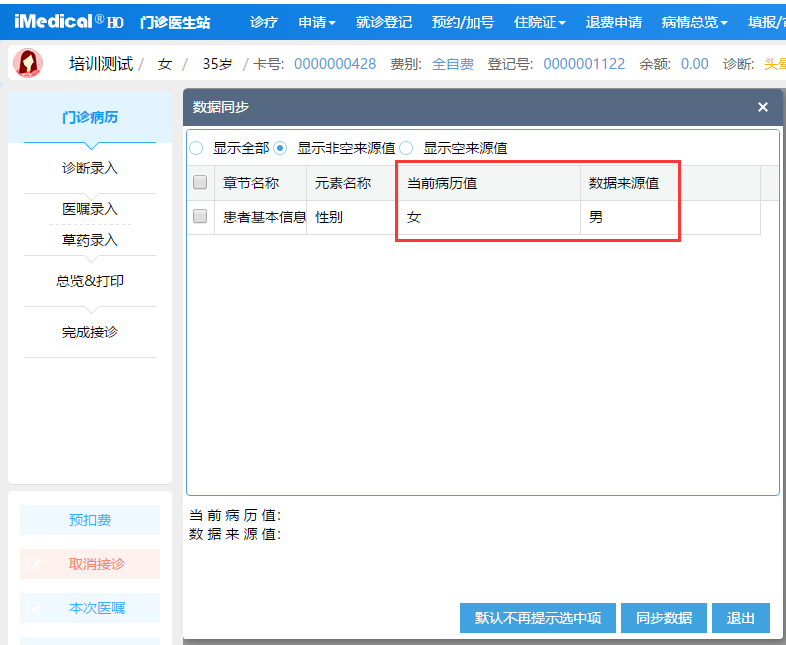 iMedical® HO 门诊医生站 诊疗 申请 就诊登记 预约/加号 住院证 退费申请 病情总览 填报/
培训测试 / 女 / 35岁 / 卡号: 0000000428 费别: 全自费 登记号: 0000001122 余额: 0.00 诊断: 头
门诊病历
诊断录入
医嘱录入
草药录入
总览&打印
完成接诊
预扣费
取消接诊
本次医嘱
数据同步 ×
显示全部 显示非空来源值 显示空来源值
章节名称 元素名称 当前病历值 数据来源值
患者基本信息 性别 女 男
当 前 病 历 值:
数 据 来 源 值:
默认不再提示选中项 同步数据 退出